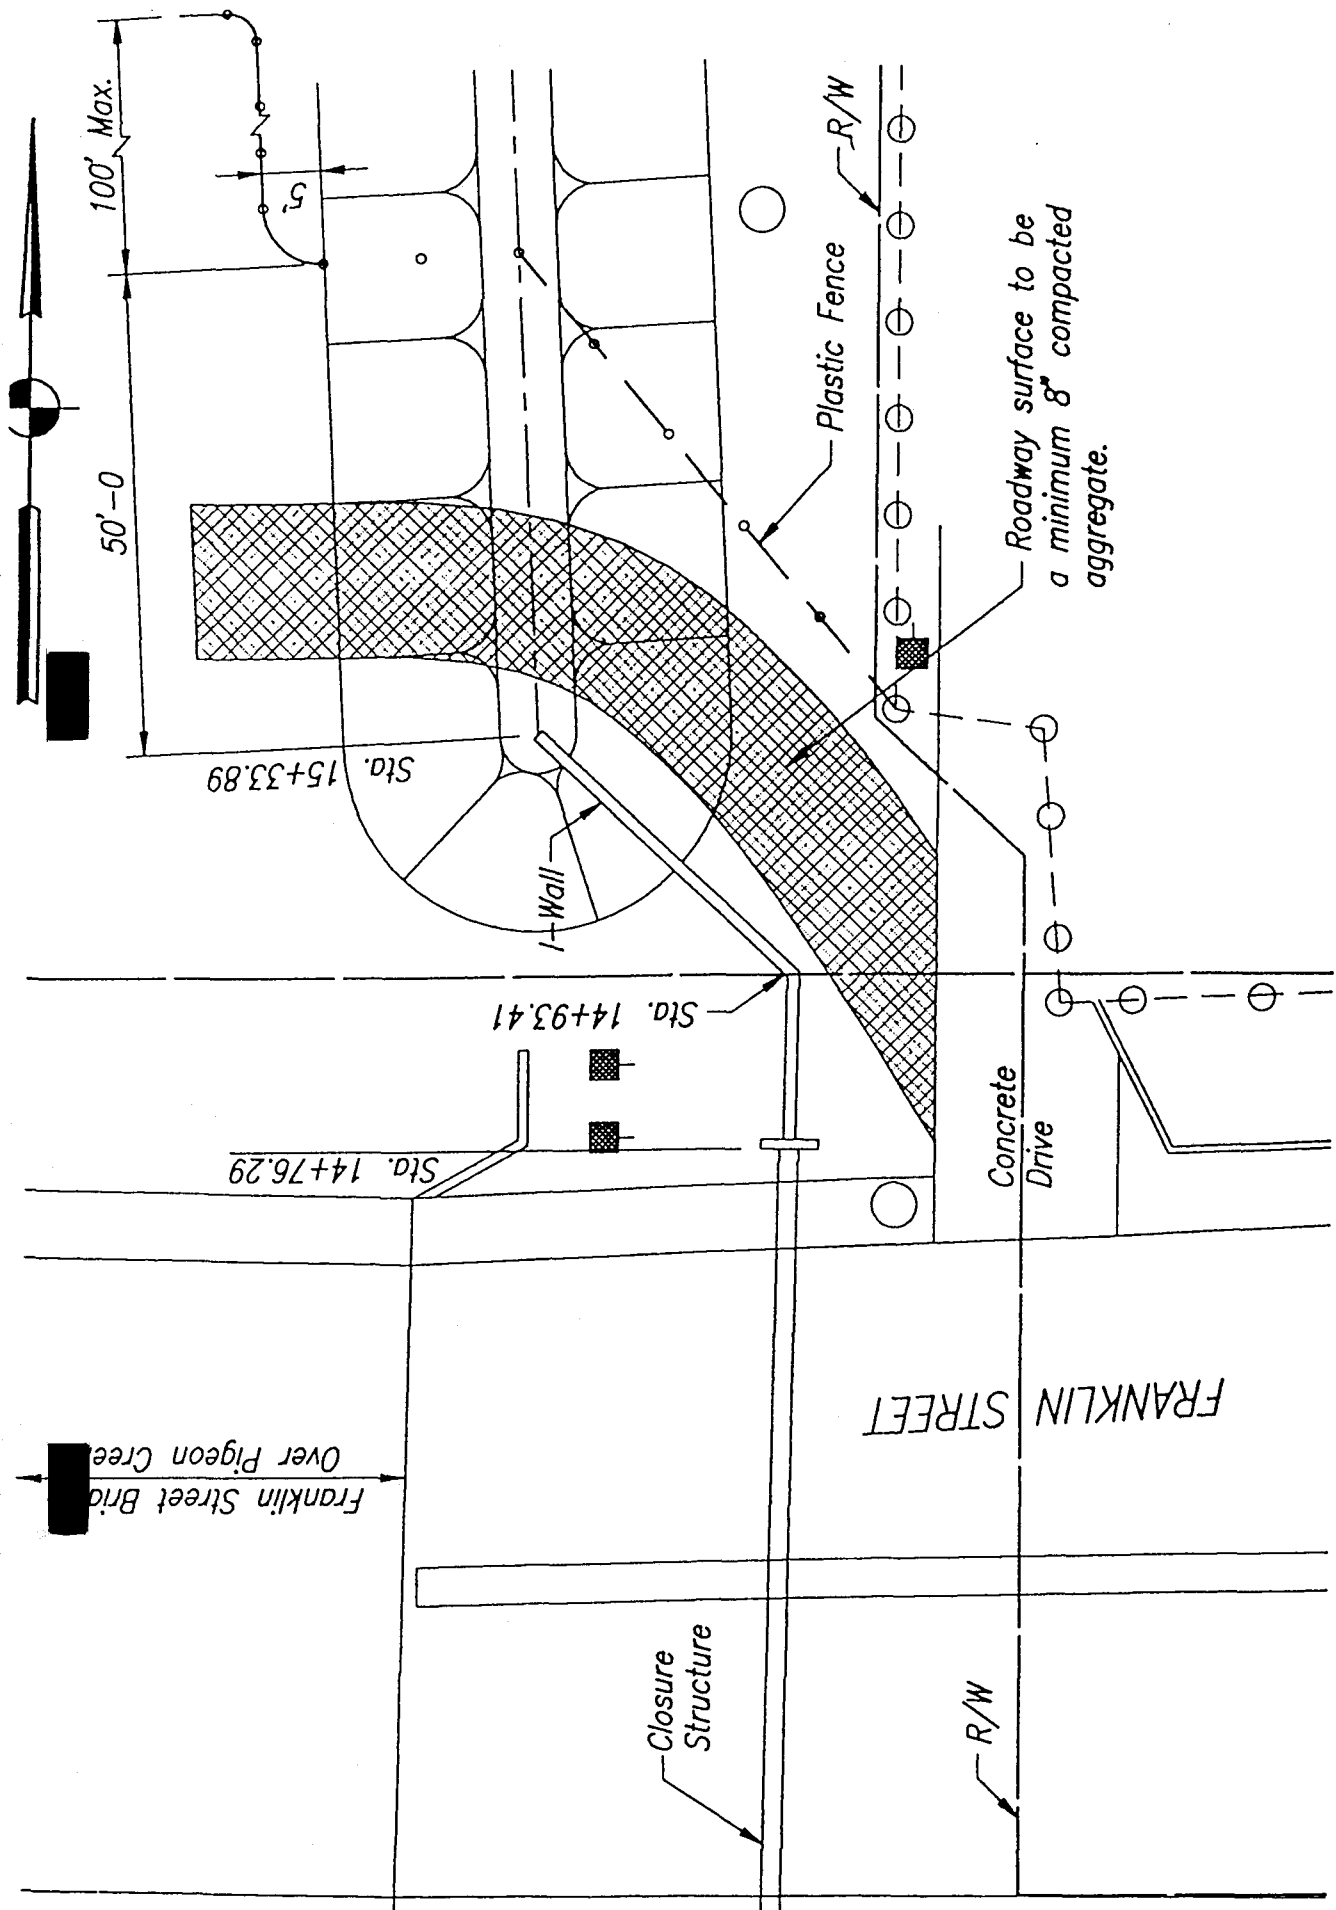 100' Max.
5'
50'-0
R/W
Plastic Fence
Roadway surface to be
a minimum 8" compacted
aggregate.
Sta. 15+33.89
I-Wall
Sta. 14+93.41
Sta. 14+76.29
Concrete
Drive
FRANKLIN STREET
Franklin Street
Over Pigeon
Closure
Structure
R/W